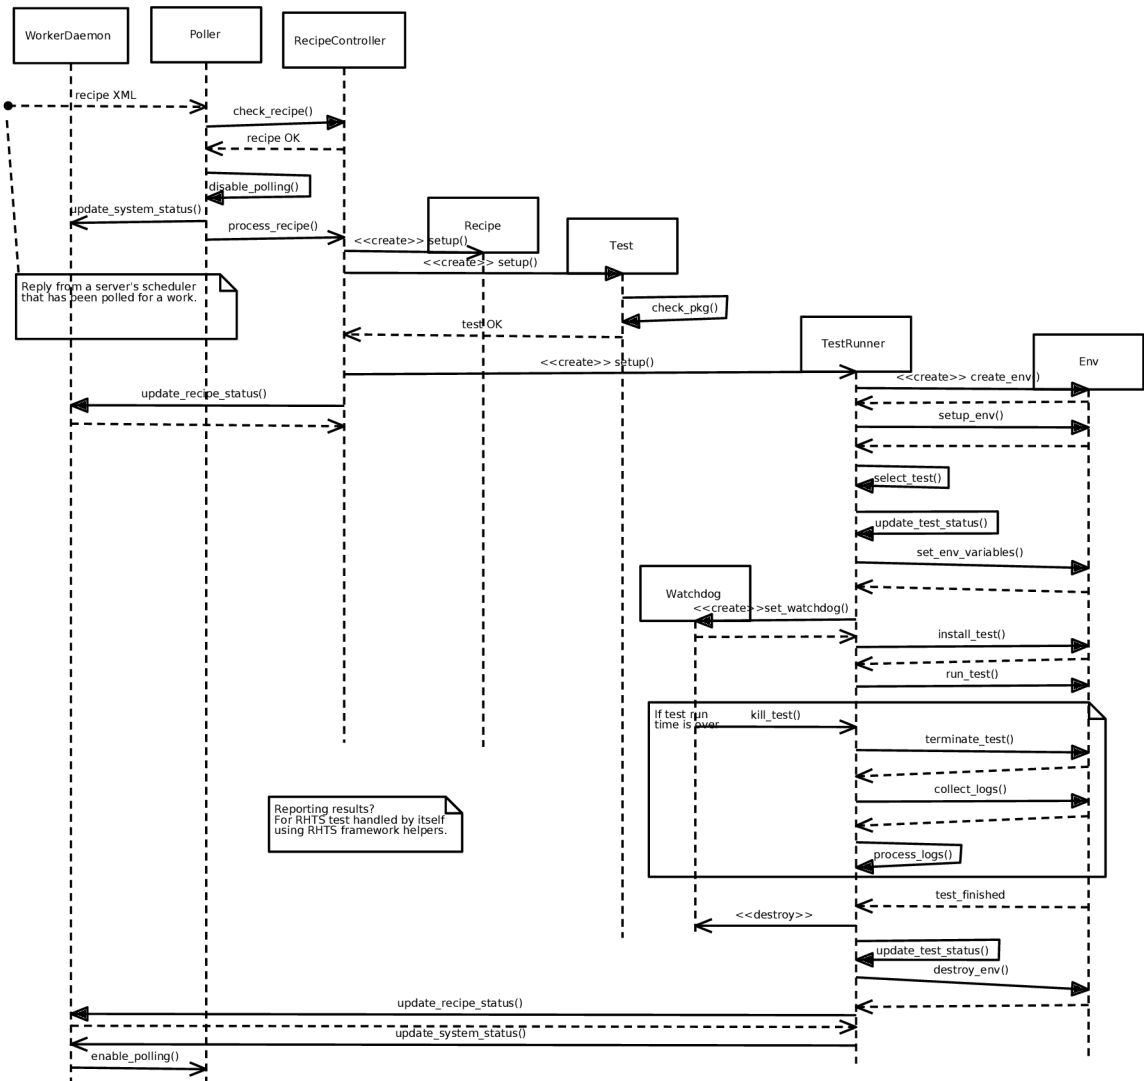 WorkerDaemon
Poller
RecipeController
recipe XML
check_recipe()
recipe OK
disable_polling()
update_system_status()
process_recipe()
Recipe
<<create>> setup()
Test
<<create>> setup()
Reply from a server's scheduler
that has been polled for a work.
check_pkg()
test OK
TestRunner
<<create>> setup()
Env
<<create>> create_env()
update_recipe_status()
setup_env()
select_test()
update_test_status()
set_env_variables()
Watchdog
<<create>>set_watchdog()
install_test()
run_test()
If test run
time is over
kill_test()
terminate_test()
collect_logs()
Reporting results?
For RHTS test handled by itself
using RHTS framework helpers.
process_logs()
test_finished
<<destroy>>
update_test_status()
destroy_env()
update_recipe_status()
update_system_status()
enable_polling()